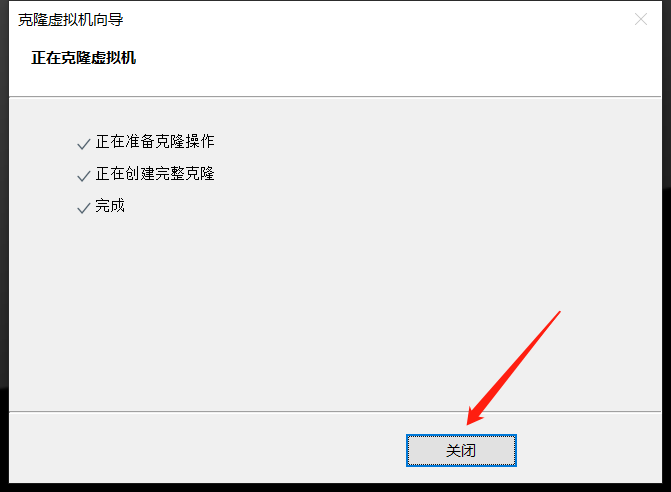 克隆虚拟机向导
正在克隆虚拟机
正在准备克隆操作
正在创建完整克隆
完成
关闭